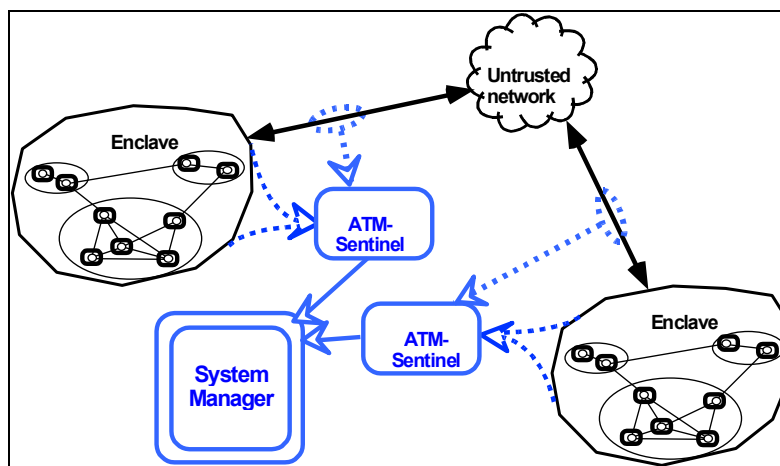 Untrusted
network
Enclave
ATM-
Sentinel
ATM-
Sentinel
Enclave
System
Manager